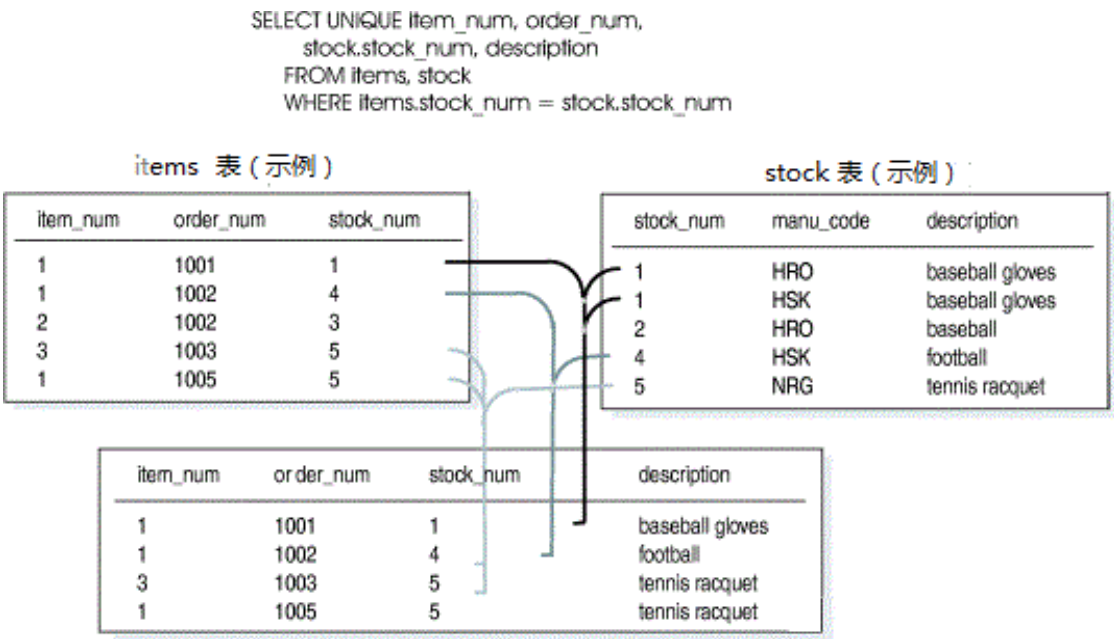 SELECT UNIQUE item_num, order_num,
stock.stock_num, description
FROM items, stock
WHERE items.stock_num = stock.stock_num
items 表 ( 示例 )
stock 表 ( 示例 )
item_num order_num stock_num
1 1001 1
1 1002 4
2 1002 3
3 1003 5
1 1005 5
stock_num manu_code description
1 HRO baseball gloves
1 HSK baseball gloves
2 HRO baseball
4 HSK football
5 NRG tennis racquet
item_num order_num stock_num description
1 1001 1 baseball gloves
1 1002 4 football
3 1003 5 tennis racquet
1 1005 5 tennis racquet